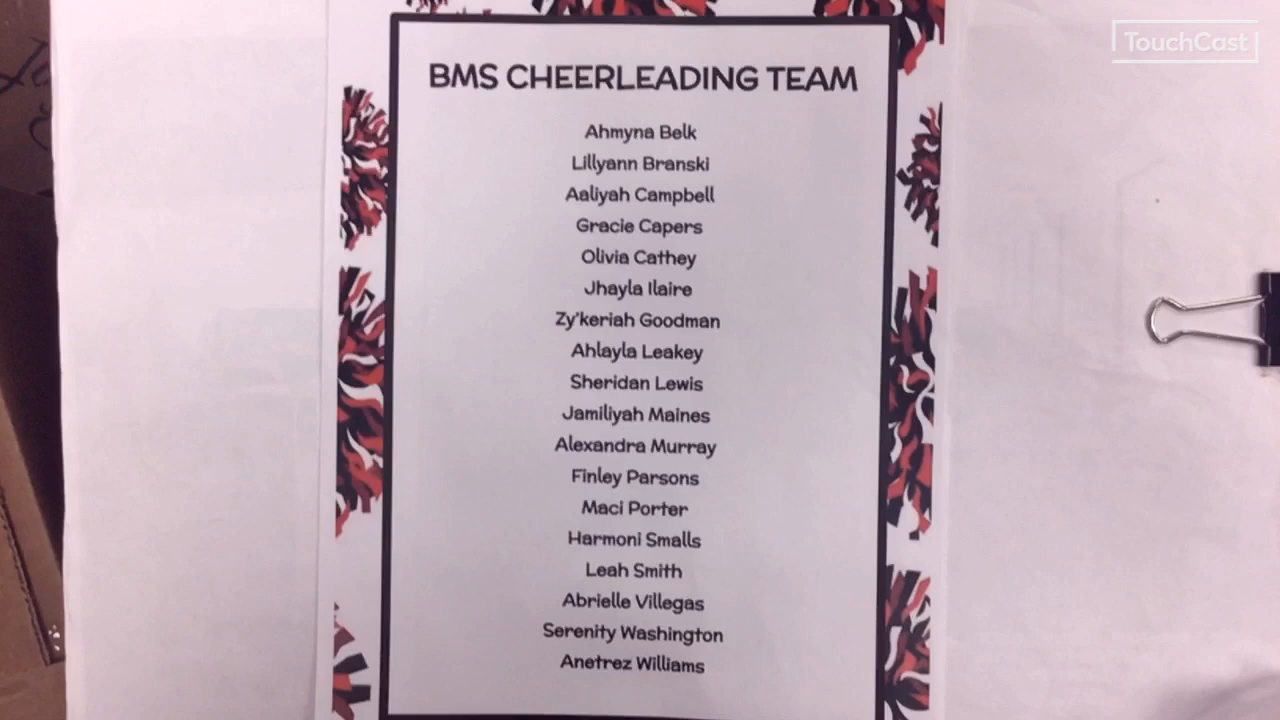 TouchCast
BMS CHEERLEADING TEAM
Ahmyna Belk
Lillyann Branski
Aaliyah Campbell
Gracie Capers
Olivia Cathey
Jhayla Ilaire
Zy'keriah Goodman
Ahlayla Leakey
Sheridan Lewis
Jamiliyah Maines
Alexandra Murray
Finley Parsons
Maci Porter
Harmoni Smalls
Leah Smith
Abrielle Villegas
Serenity Washington
Anetrez Williams